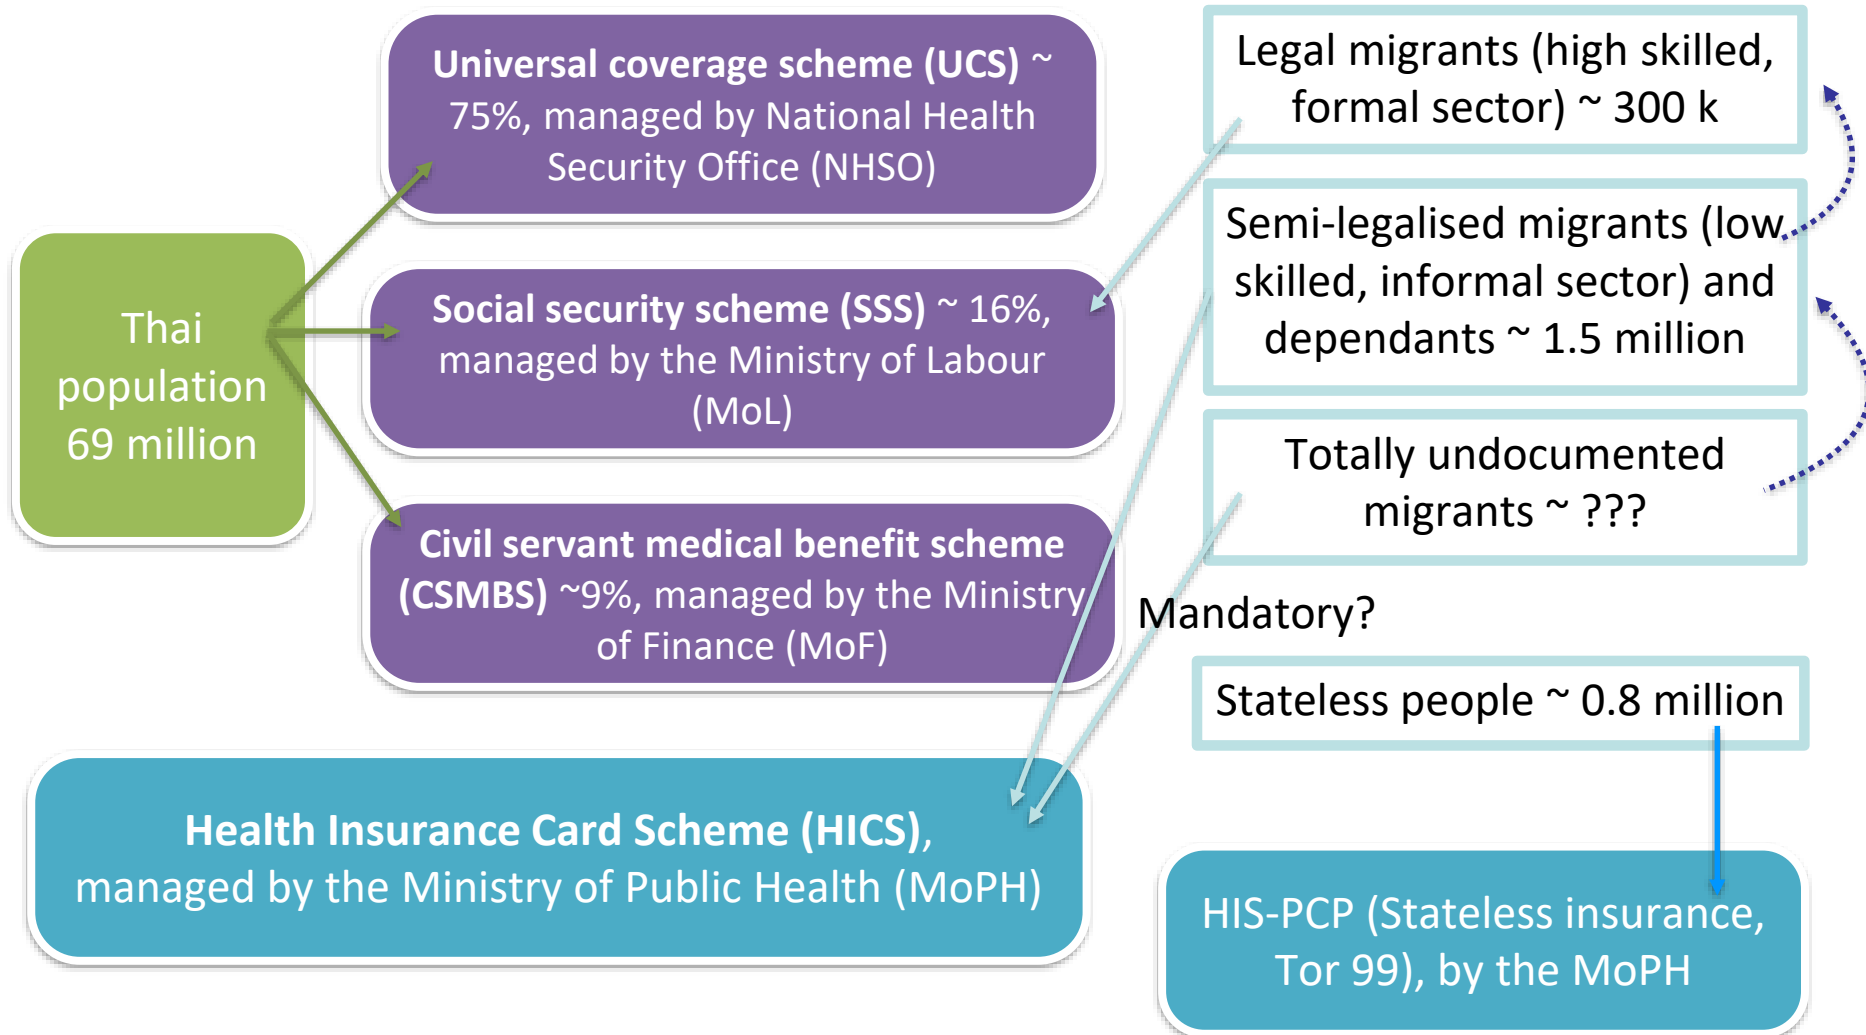 Thai
population
69 million
Universal coverage scheme (UCS) ~
75%, managed by National Health
Security Office (NHSO)
Social security scheme (SSS) ~ 16%,
managed by the Ministry of Labour
(MoL)
Civil servant medical benefit scheme
(CSMBS) ~9%, managed by the Ministry
of Finance (MoF)
Health Insurance Card Scheme (HICS),
managed by the Ministry of Public Health (MoPH)
Legal migrants (high skilled,
formal sector) ~ 300 k
Semi-legalised migrants (low
skilled, informal sector) and
dependants ~ 1.5 million
Totally undocumented
migrants ~ ???
Mandatory?
Stateless people ~ 0.8 million
HIS-PCP (Stateless insurance,
Tor 99), by the MoPH